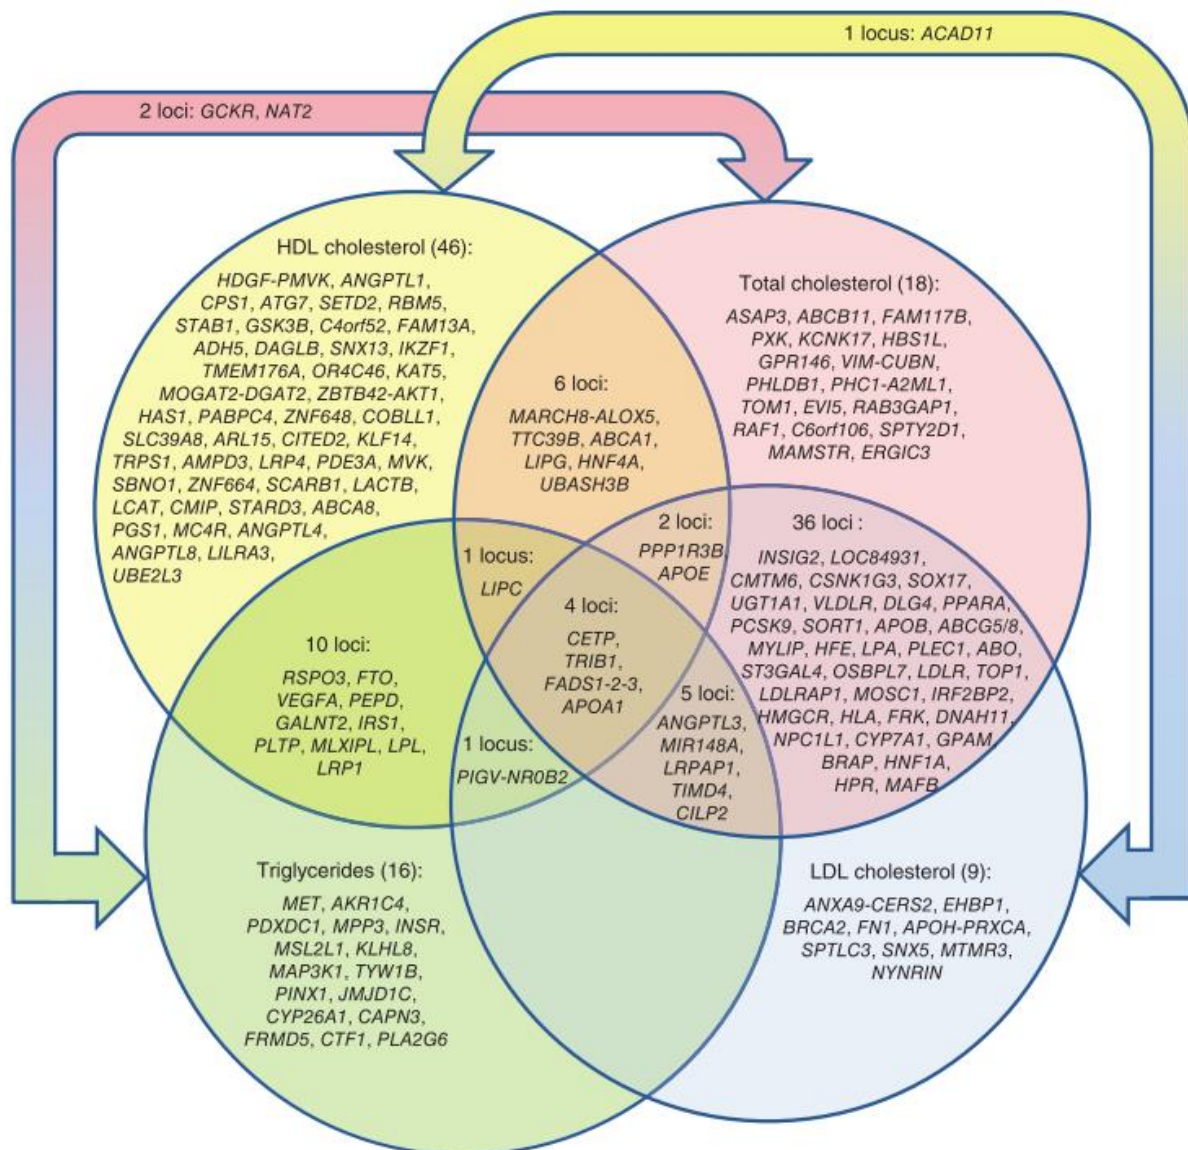 1 locus: ACAD11
2 loci: GCKR, NAT2
HDL cholesterol (46):
HDGF-PMVK, ANGPTL1,
CPS1, ATG7, SETD2, RBM5,
STAB1, GSK3B, C4orf52, FAM13A,
ADH5, DAGLB, SNX13, IKZF1,
TMEM176A, OR4C46, KAT5,
MOGAT2-DGAT2, ZBTB42-AKT1,
HAS1, PABPC4, ZNF648, COBLL1,
SLC39A8, ARL15, CITED2, KLF14,
TRPS1, AMPD3, LRP4, PDE3A, MVK,
SBNO1, ZNF664, SCARB1, LACTB,
LCAT, CMIP, STARD3, ABCA8,
PGS1, MC4R, ANGPTL4,
ANGPTL8, LILRA3,
UBE2L3
Total cholesterol (18):
ASAP3, ABCB11, FAM117B,
PXK, KCNK17, HBS1L,
GPR146, VIM-CUBN,
PHLDB1, PHC1-A2ML1,
TOM1, EVI5, RAB3GAP1,
RAF1, C6orf106, SPTY2D1,
MAMSTR, ERGIC3
6 loci:
MARCH8-ALOX5,
TTC39B, ABCA1,
LIPG, HNF4A,
UBASH3B
2 loci:
PPP1R3B,
APOE
36 loci :
INSIG2, LOC84931,
CMTM6, CSNK1G3, SOX17,
UGT1A1, VLDLR, DLG4, PPARA,
PCSK9, SORT1, APOB, ABCG5/8,
MYLIP, HFE, LPA, PLEC1, ABO,
ST3GAL4, OSBPL7, LDLR, TOP1,
LDLRAP1, MOSC1, IRF2BP2,
HMGCR, HLA, FRK, DNAH11,
NPC1L1, CYP7A1, GPAM,
BRAP, HNF1A,
HPR, MAFB
1 locus:
LIPC
4 loci:
CETP,
TRIB1,
FADS1-2-3,
APOA1
10 loci:
RSPO3, FTO,
VEGFA, PEPD,
GALNT2, IRS1,
PLTP, MLXIPL, LPL,
LRP1
5 loci:
ANGPTL3,
MIR148A,
LRPAP1,
TIMD4,
CILP2
1 locus:
PIGV-NR0B2
Triglycerides (16):
MET, AKR1C4,
PDXDC1, MPP3, INSR,
MSL2L1, KLHL8,
MAP3K1, TYW1B,
PINX1, JMJD1C,
CYP26A1, CAPN3,
FRMD5, CTF1, PLA2G6
LDL cholesterol (9):
ANXA9-CERS2, EHBP1,
BRCA2, FN1, APOH-PRXCA,
SPTLC3, SNX5, MTMR3,
NYNRIN